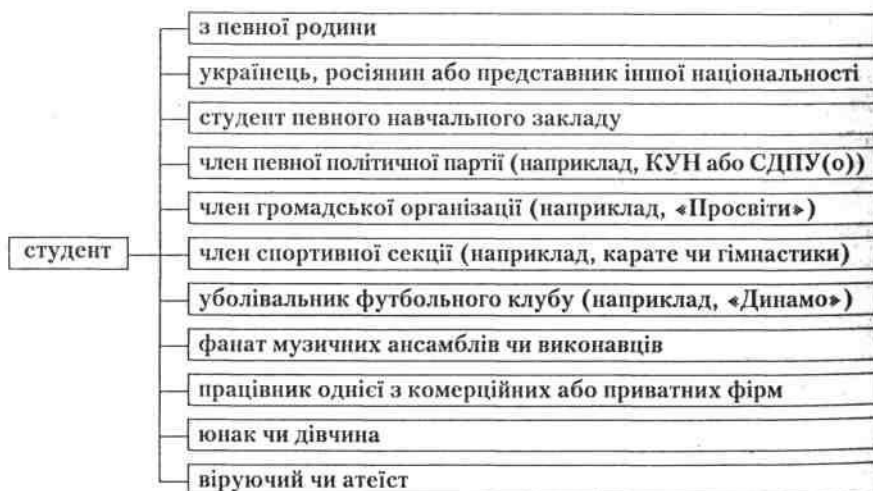 з певної родини
українець, росіянин або представник іншої національності
студент певного навчального закладу
член певної політичної партії (наприклад, КУН або СДПУ(о))
член громадської організації (наприклад, «Просвіти»)
студент
член спортивної секції (наприклад, карате чи гімнастики)
уболівальник футбольного клубу (наприклад, «Динамо»)
фанат музичних ансамблів чи виконавців
працівник однієї з комерційних або приватних фірм
юнак чи дівчина
віруючий чи атеїст